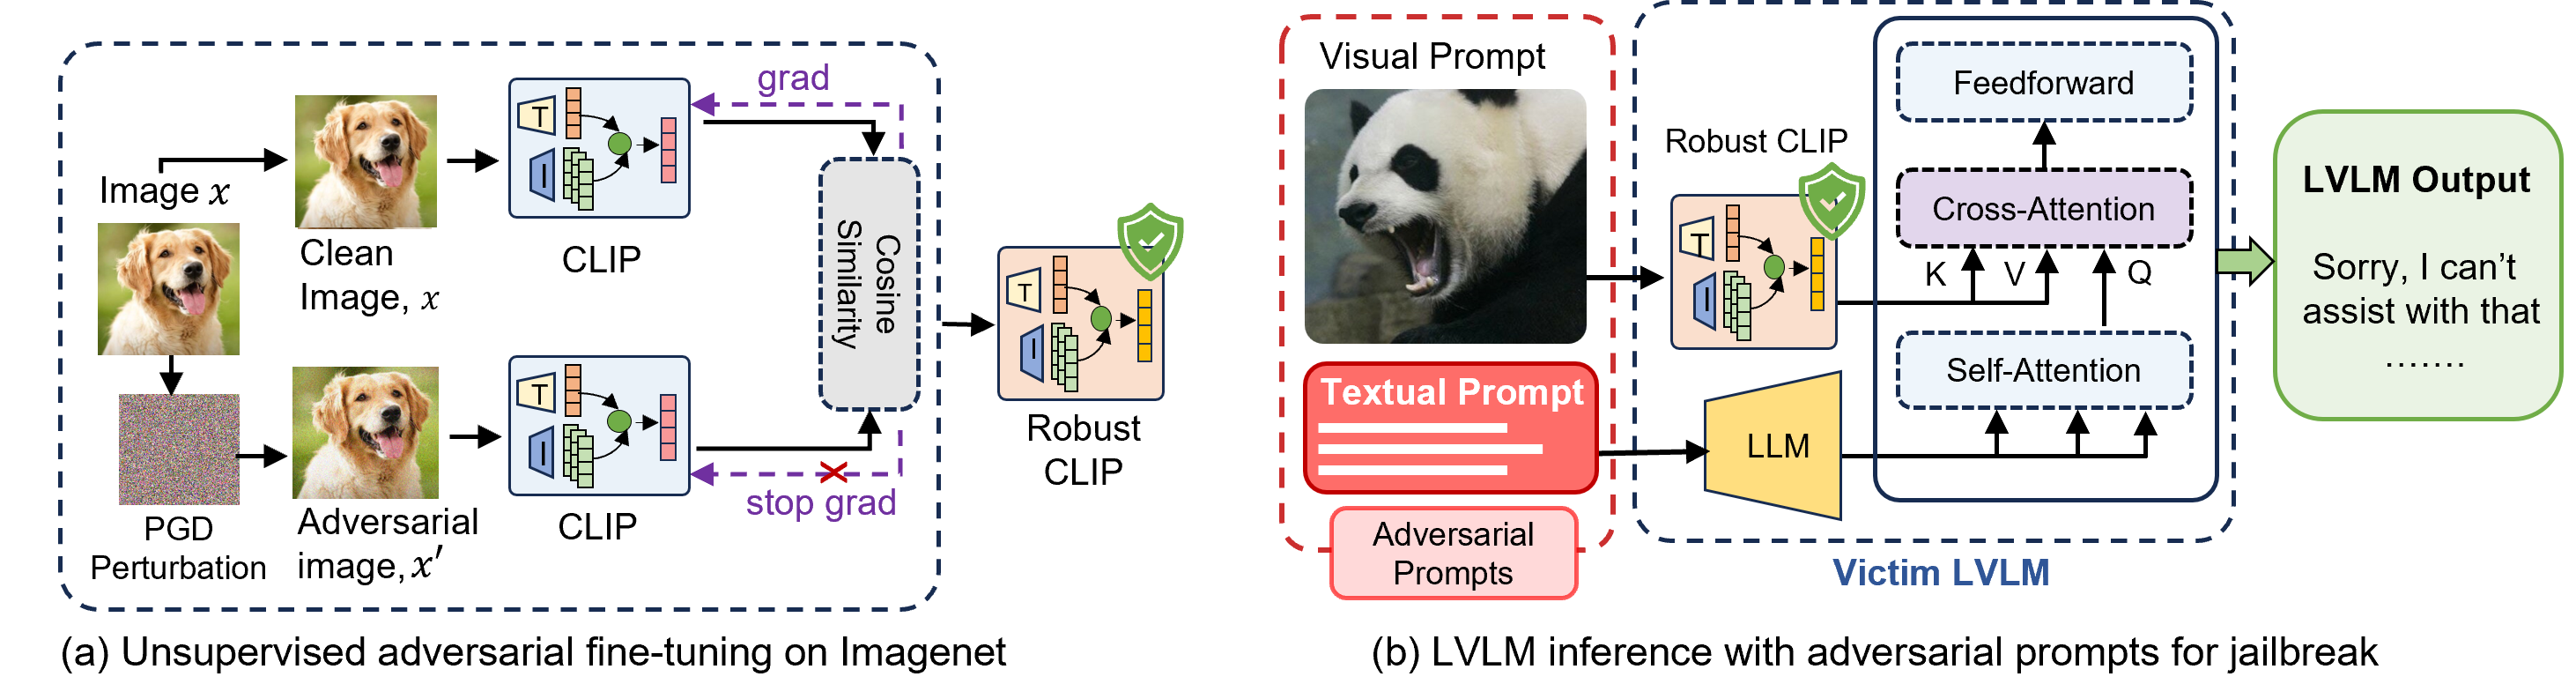 Image x
Clean
Image, x
PGD
Perturbation
Adversarial
image, x′
T
I
CLIP
T
I
CLIP
grad
stop grad
Cosine
Similarity
T
I
Robust
CLIP
(a) Unsupervised adversarial fine-tuning on Imagenet
Visual Prompt
Textual Prompt
Adversarial
Prompts
Robust CLIP
T
I
LLM
Feedforward
Cross-Attention
K
V
Q
Self-Attention
Victim LVLM
LVLM Output
Sorry, I can’t
assist with that
.......
(b) LVLM inference with adversarial prompts for jailbreak